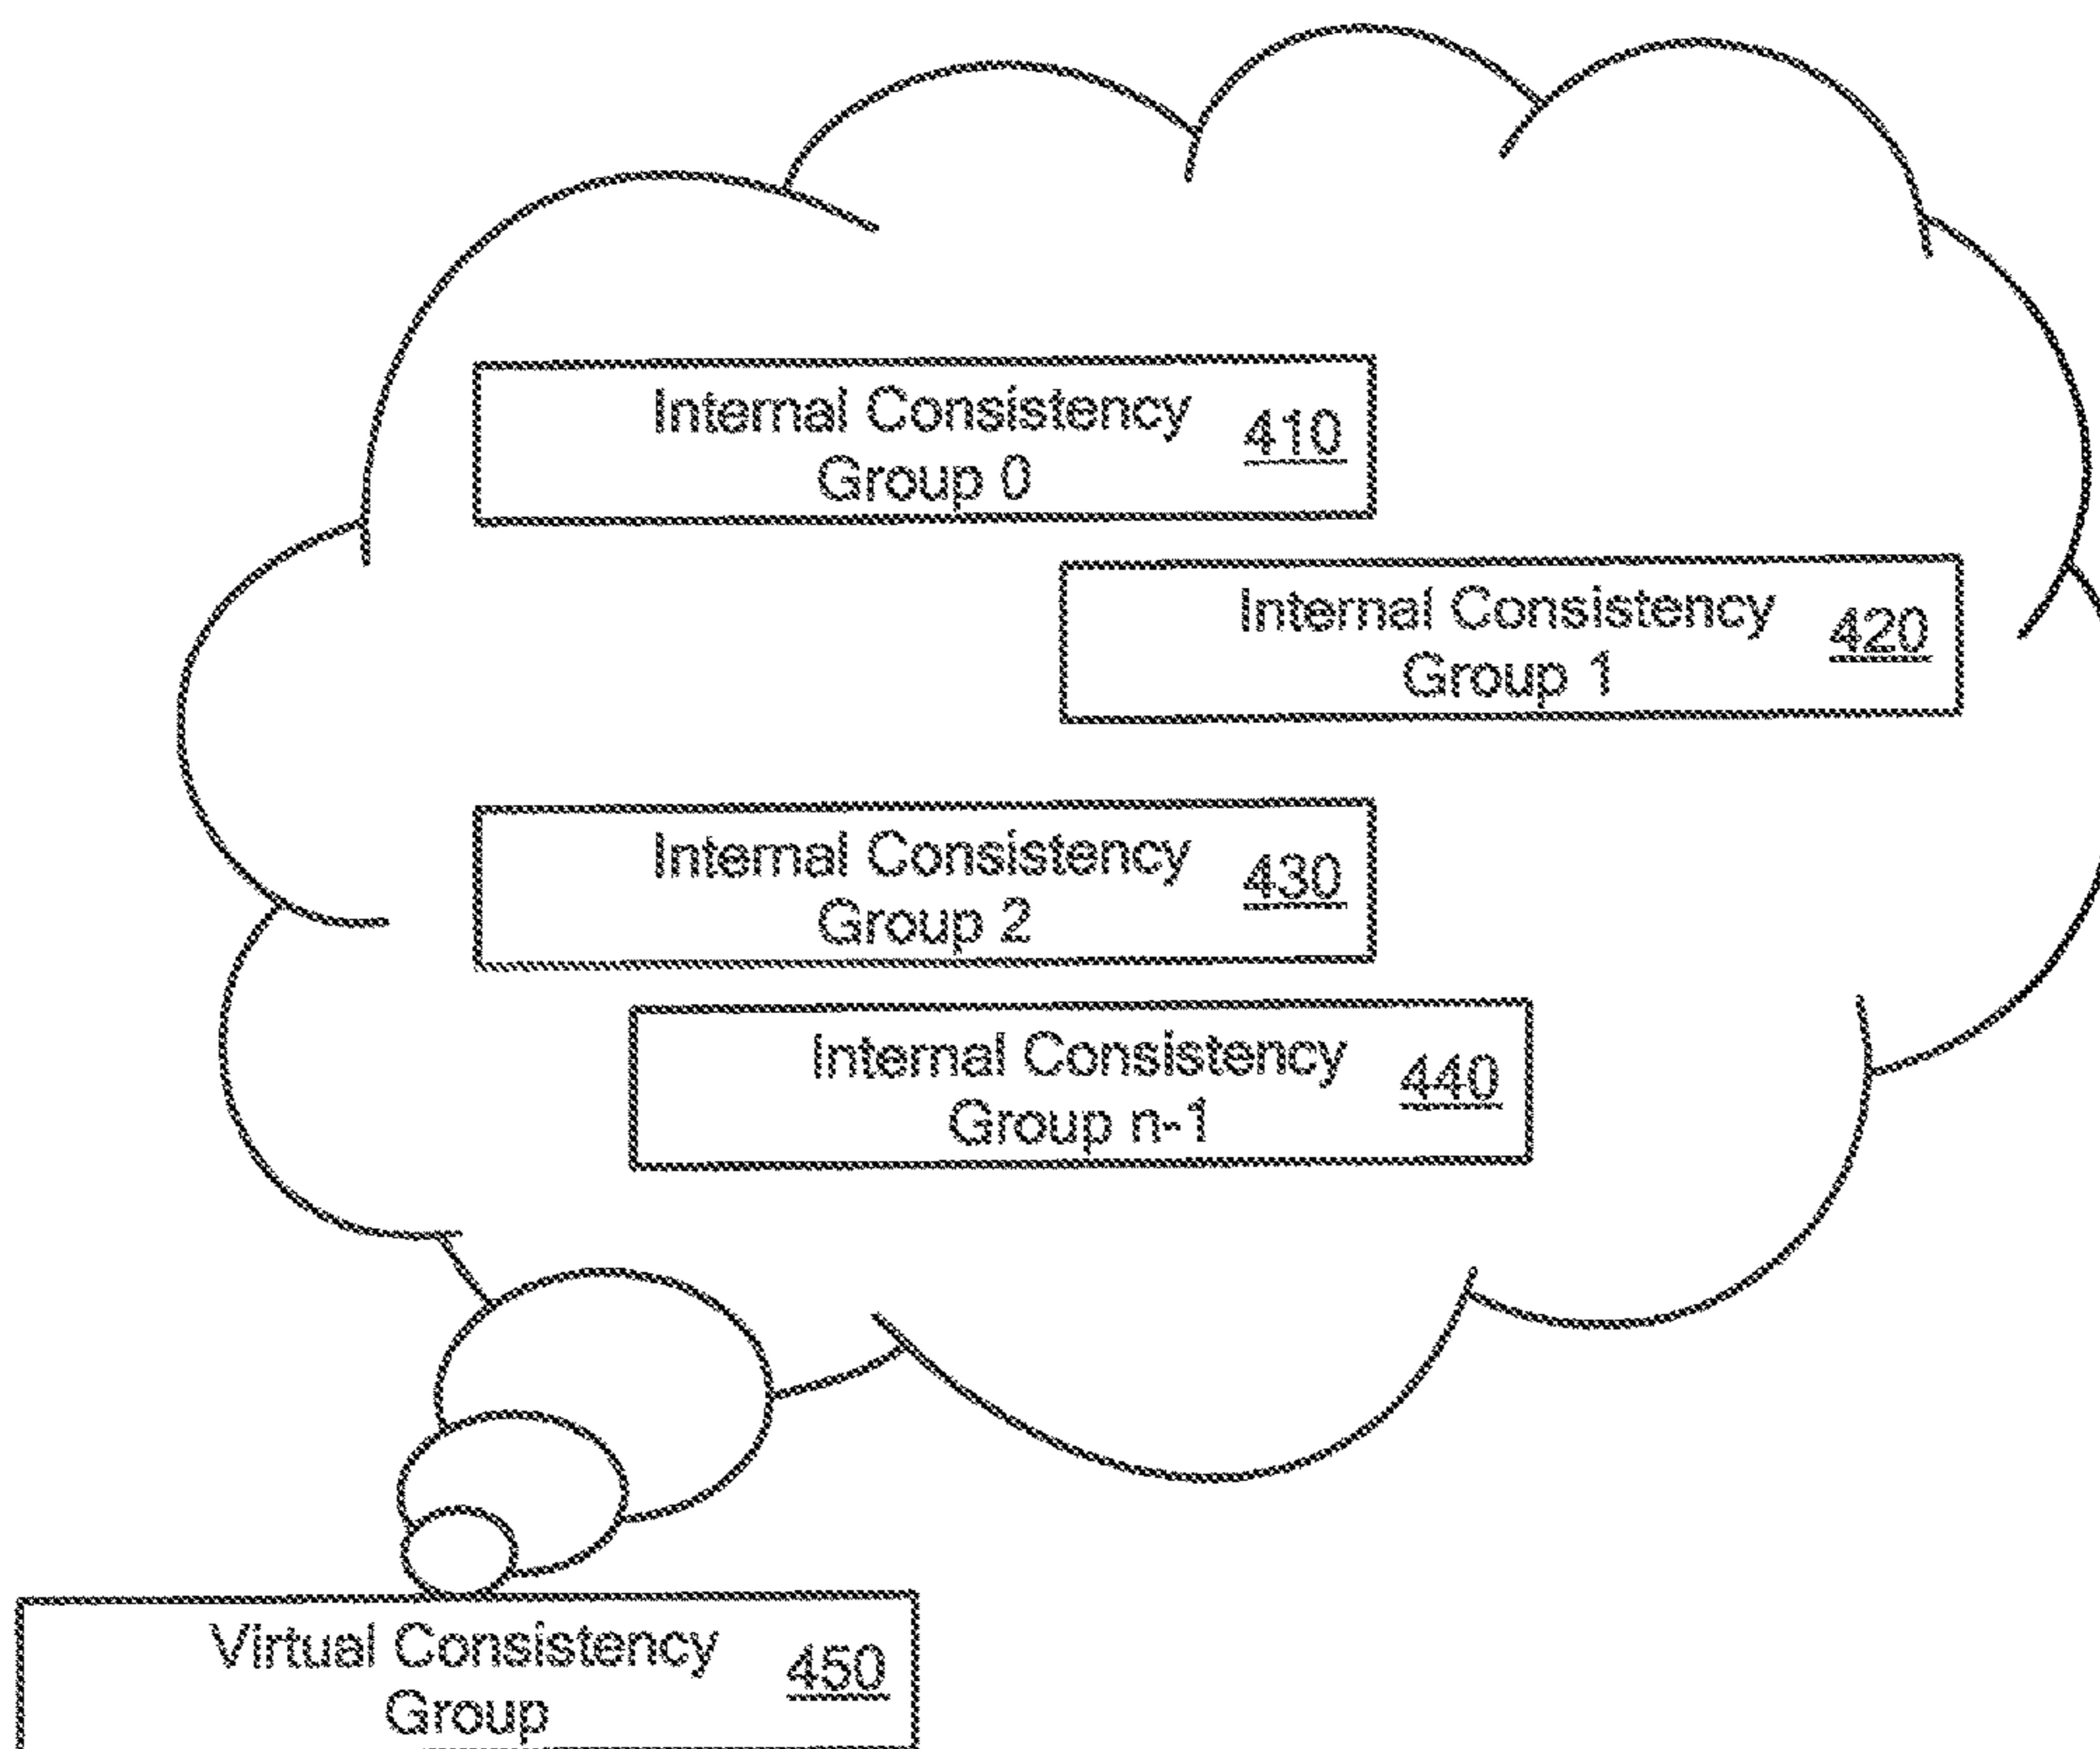 Internal Consistency
Group 0
410
Internal Consistency
Group 1
420
Internal Consistency
Group 2
430
Internal Consistency
Group n-1
440
Virtual Consistency
Group
450